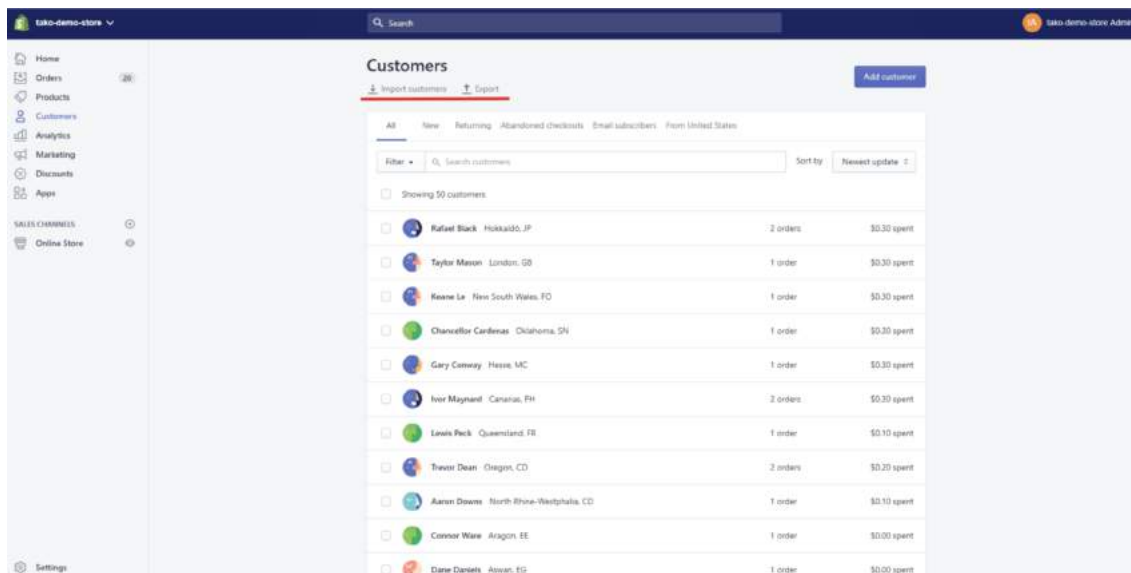 tako-demo-store
Search
tako-demo-store Admin
Home
Orders 20
Products
Customers
Analytics
Marketing
Discounts
Apps
SALES CHANNELS
Online Store
Settings
Customers
Import customers Export
Add customer
All New Returning Abandoned checkouts Email subscribers From United States
Filter Search customers Sort by Newest update
Showing 50 customers
Rafael Black Hokkaidō, JP 2 orders $0.30 spent
Taylor Mason London, GB 1 order $0.30 spent
Keane Le New South Wales, FO 1 order $0.30 spent
Chancellor Cardenas Oklahoma, SN 1 order $0.30 spent
Gary Conway Hesse, MC 1 order $0.30 spent
Ivor Maynard Canarias, PH 2 orders $0.30 spent
Lewis Peck Queensland, FR 1 order $0.10 spent
Trevor Dean Oregon, CD 2 orders $0.20 spent
Aaron Downs North Rhine-Westphalia, CD 1 order $0.10 spent
Connor Ware Aragon, EE 1 order $0.00 spent
Dane Daniels Aswan, EG 1 order $0.00 spent